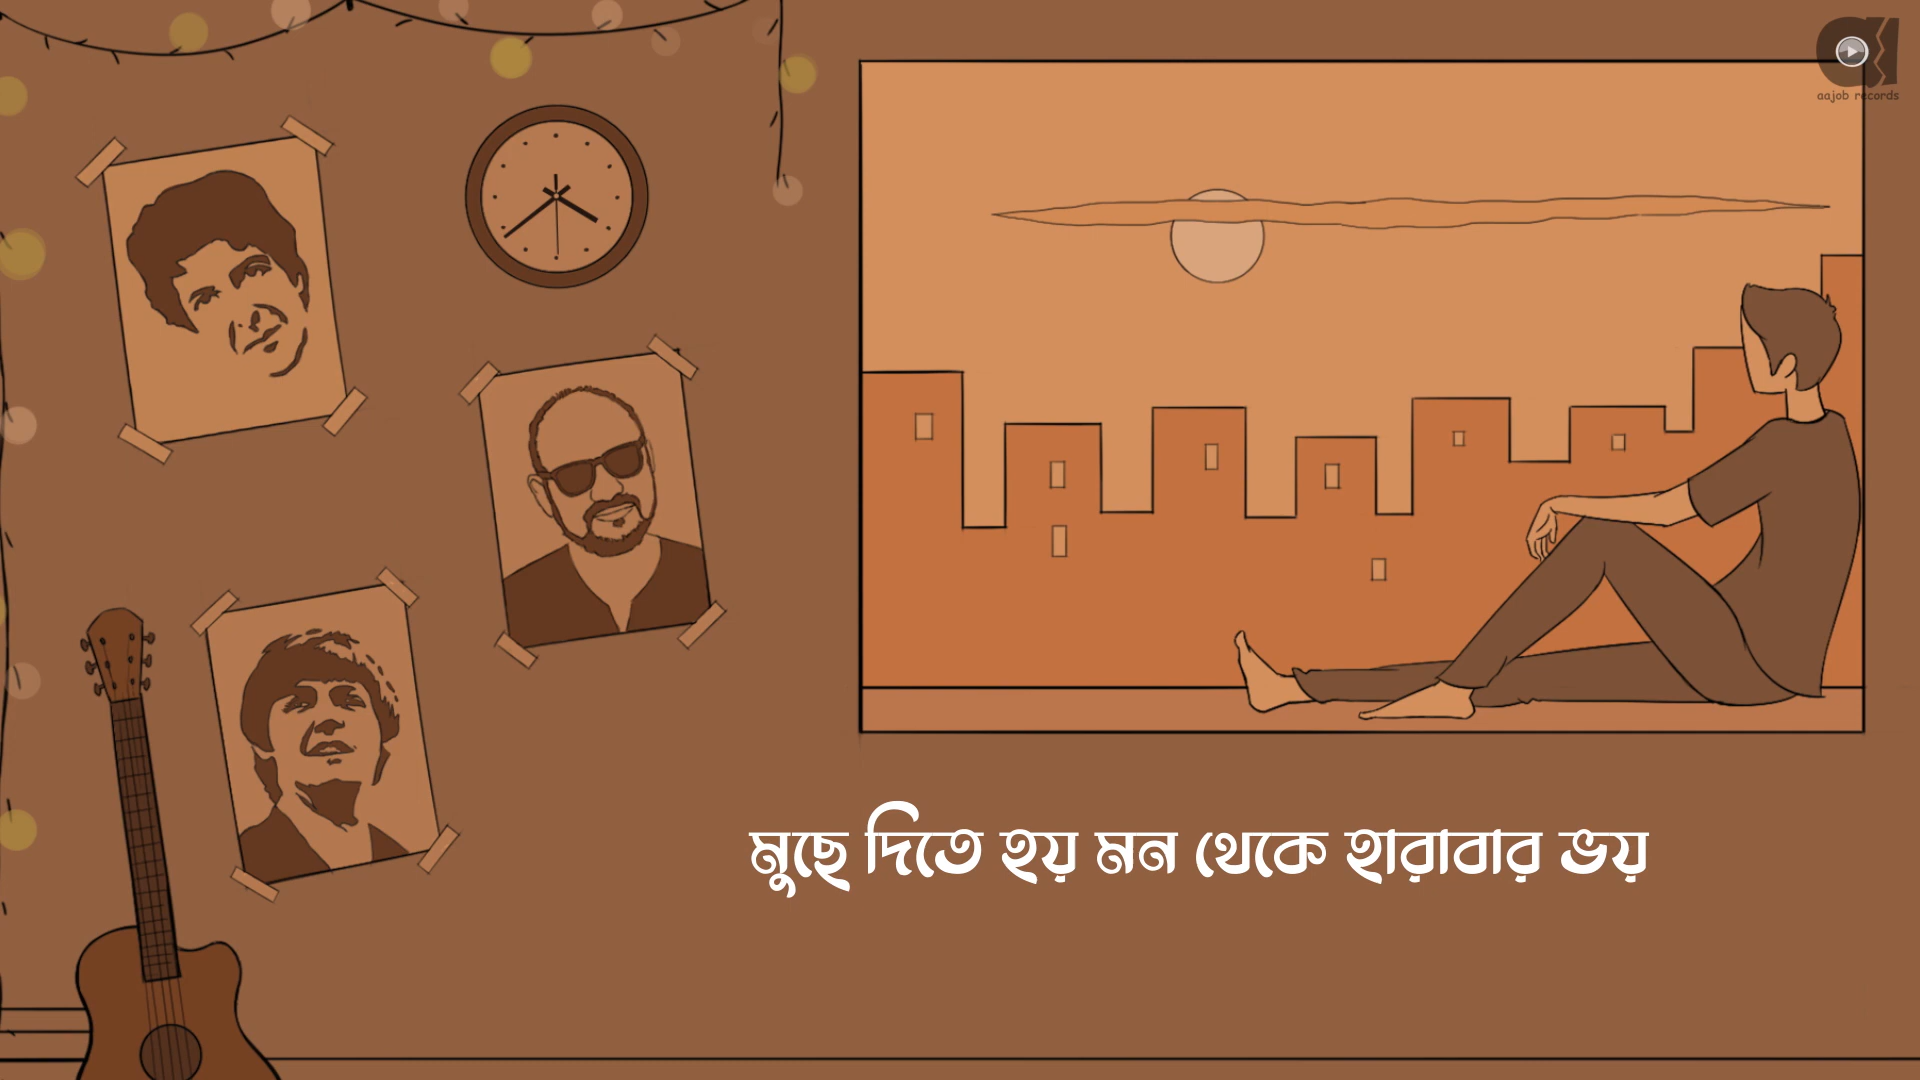 aajob records
মুছে দিতে হয় মন থেকে হারাবার ভয়